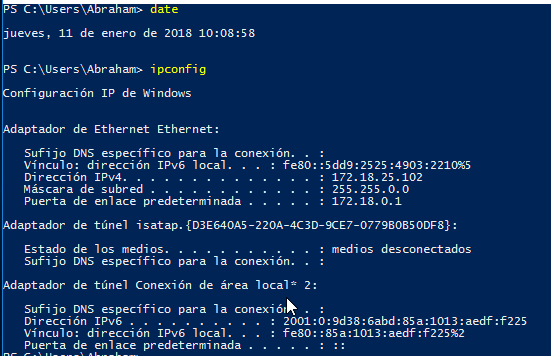 PS C:\Users\Abraham> date
jueves, 11 de enero de 2018 10:08:58
PS C:\Users\Abraham> ipconfig
Configuración IP de Windows
Adaptador de Ethernet Ethernet:
Sufijo DNS específico para la conexión. . :
Vínculo: dirección IPv6 local. . . : fe80::5dd9:2525:4903:2210%5
Dirección IPv4. . . . . . . . . . . . . . : 172.18.25.102
Máscara de subred . . . . . . . . . . . . : 255.255.0.0
Puerta de enlace predeterminada . . . . . : 172.18.0.1
Adaptador de túnel isatap.{D3E640A5-220A-4C3D-9CE7-0779B0B50DF8}:
Estado de los medios. . . . . . . . . . . : medios desconectados
Sufijo DNS específico para la conexión. . :
Adaptador de túnel Conexión de área local* 2:
Sufijo DNS específico para la conexión. . :
Dirección IPv6 . . . . . . . . . . : 2001:0:9d38:6abd:85a:1013:aedf:f225
Vínculo: dirección IPv6 local. . . : fe80::85a:1013:aedf:f225%2
Puerta de enlace predeterminada . . . . . : ::
PS C:\Users\Abraham>